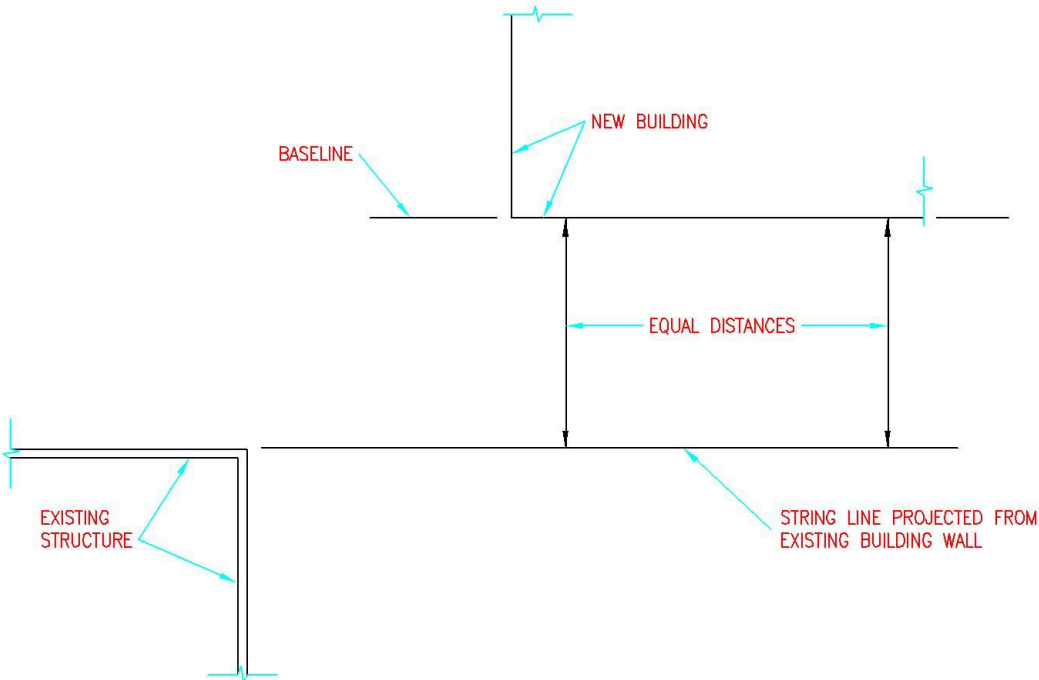 NEW BUILDING
BASELINE
EQUAL DISTANCES
EXISTING
STRUCTURE
STRING LINE PROJECTED FROM
EXISTING BUILDING WALL